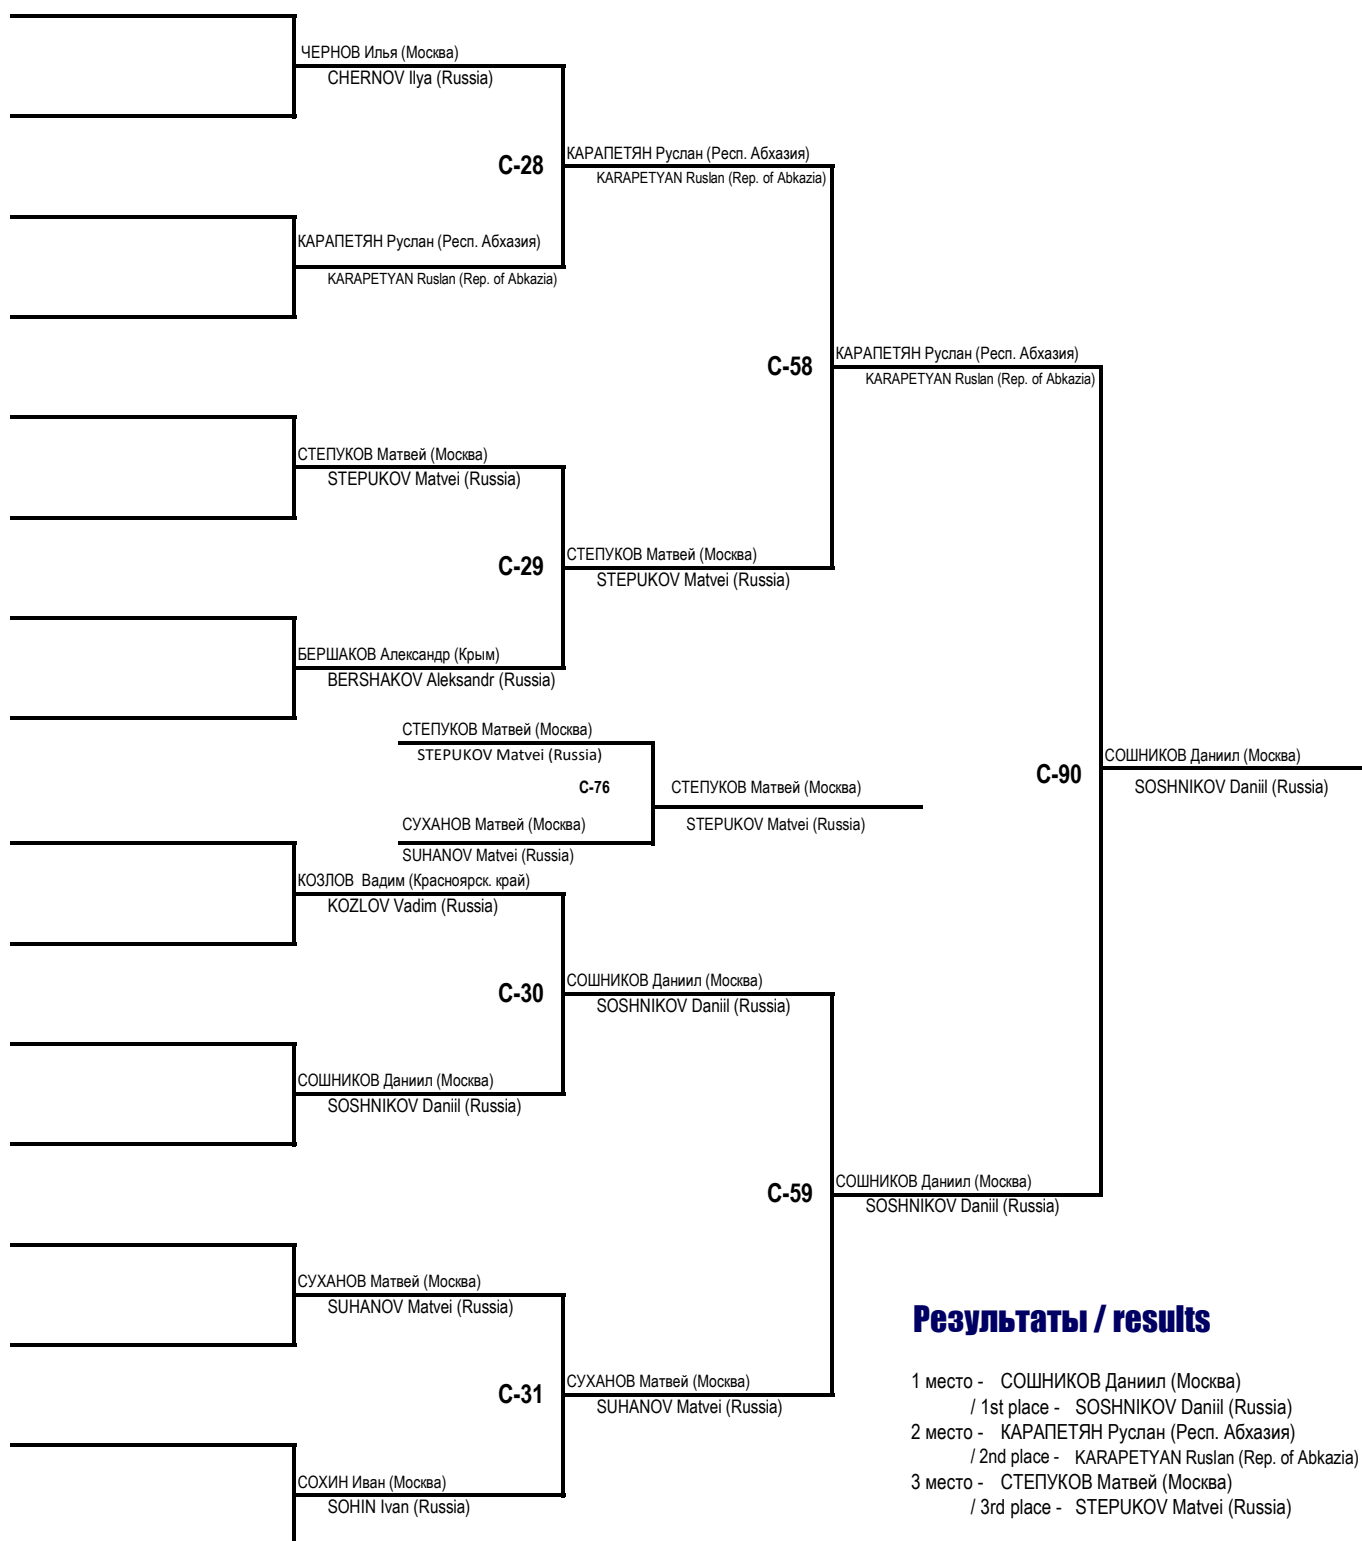 ЧЕРНОВ Илья (Москва)
CHERNOV Ilya (Russia)
C-28
КАРАПЕТЯН Руслан (Респ. Абхазия)
KARAPETYAN Ruslan (Rep. of Abkazia)
КАРАПЕТЯН Руслан (Респ. Абхазия)
KARAPETYAN Ruslan (Rep. of Abkazia)
C-58
КАРАПЕТЯН Руслан (Респ. Абхазия)
KARAPETYAN Ruslan (Rep. of Abkazia)
СТЕПУКОВ Матвей (Москва)
STEPUKOV Matvei (Russia)
C-29
СТЕПУКОВ Матвей (Москва)
STEPUKOV Matvei (Russia)
БЕРШАКОВ Александр (Крым)
BERSHAKOV Aleksandr (Russia)
СТЕПУКОВ Матвей (Москва)
STEPUKOV Matvei (Russia)
C-76
СТЕПУКОВ Матвей (Москва)
STEPUKOV Matvei (Russia)
СУХАНОВ Матвей (Москва)
SUHANOV Matvei (Russia)
C-90
СОШНИКОВ Даниил (Москва)
SOSHNIKOV Daniil (Russia)
КОЗЛОВ  Вадим (Красноярск. край)
KOZLOV Vadim (Russia)
C-30
СОШНИКОВ Даниил (Москва)
SOSHNIKOV Daniil (Russia)
СОШНИКОВ Даниил (Москва)
SOSHNIKOV Daniil (Russia)
C-59
СОШНИКОВ Даниил (Москва)
SOSHNIKOV Daniil (Russia)
СУХАНОВ Матвей (Москва)
SUHANOV Matvei (Russia)
C-31
СУХАНОВ Матвей (Москва)
SUHANOV Matvei (Russia)
СОХИН Иван (Москва)
SOHIN Ivan (Russia)
Результаты / results
1 место - СОШНИКОВ Даниил (Москва)
/ 1st place - SOSHNIKOV Daniil (Russia)
2 место - КАРАПЕТЯН Руслан (Респ. Абхазия)
/ 2nd place - KARAPETYAN Ruslan (Rep. of Abkazia)
3 место - СТЕПУКОВ Матвей (Москва)
/ 3rd place - STEPUKOV Matvei (Russia)